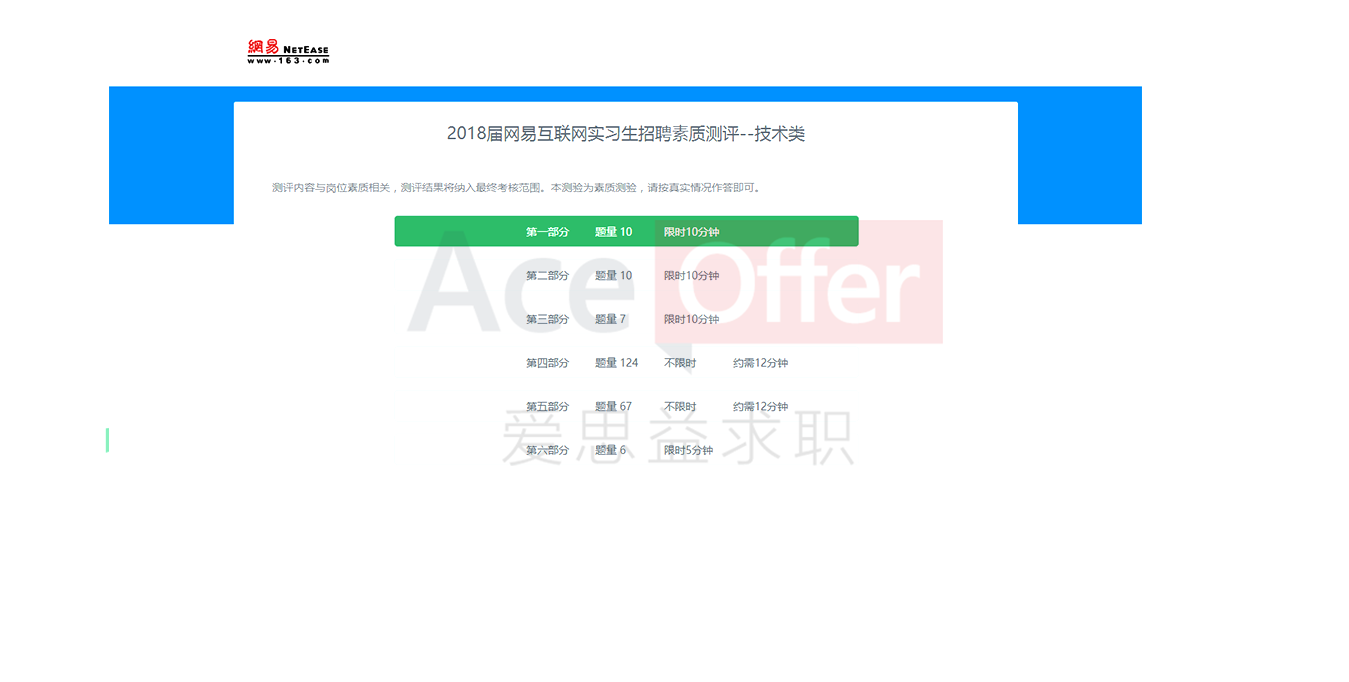 網易 NETEASE
www.163.com
2018届网易互联网实习生招聘素质测评--技术类
测评内容与岗位素质相关，测评结果将纳入最终考核范围。本测验为素质测验，请按真实情况作答即可。
第一部分 题量 10 限时10分钟
第二部分 题量 10 限时10分钟
第三部分 题量 7 限时10分钟
第四部分 题量 124 不限时 约需12分钟
第五部分 题量 67 不限时 约需12分钟
第六部分 题量 6 限时5分钟
Ace Offer
爱思益求职